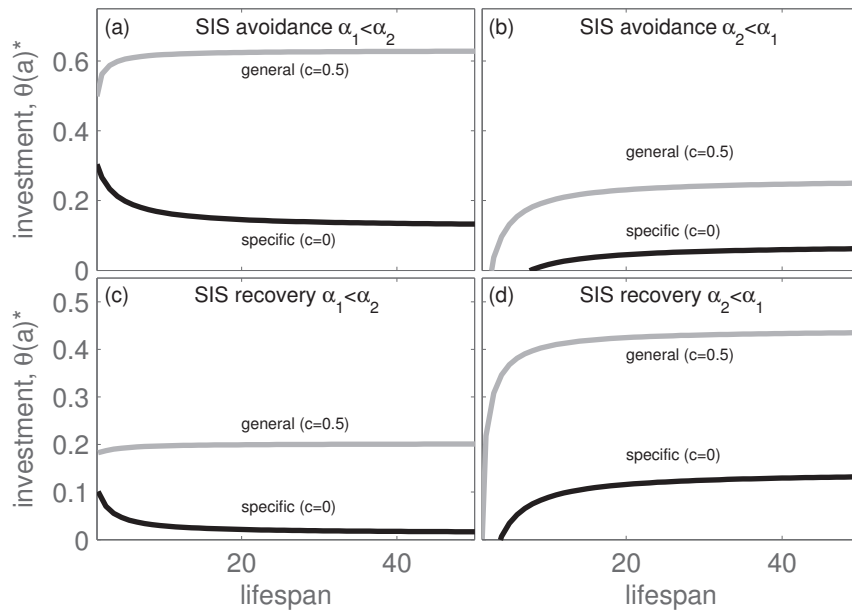 (a) SIS avoidance α₁<α₂
0.6
0.4
0.2
0
investment, θ(a)*
general (c=0.5)
specific (c=0)
(b) SIS avoidance α₂<α₁
general (c=0.5)
specific (c=0)
(c) SIS recovery α₁<α₂
0.5
0.4
0.3
0.2
0.1
0
investment, θ(a)*
general (c=0.5)
specific (c=0)
20 40
lifespan
(d) SIS recovery α₂<α₁
general (c=0.5)
specific (c=0)
20 40
lifespan